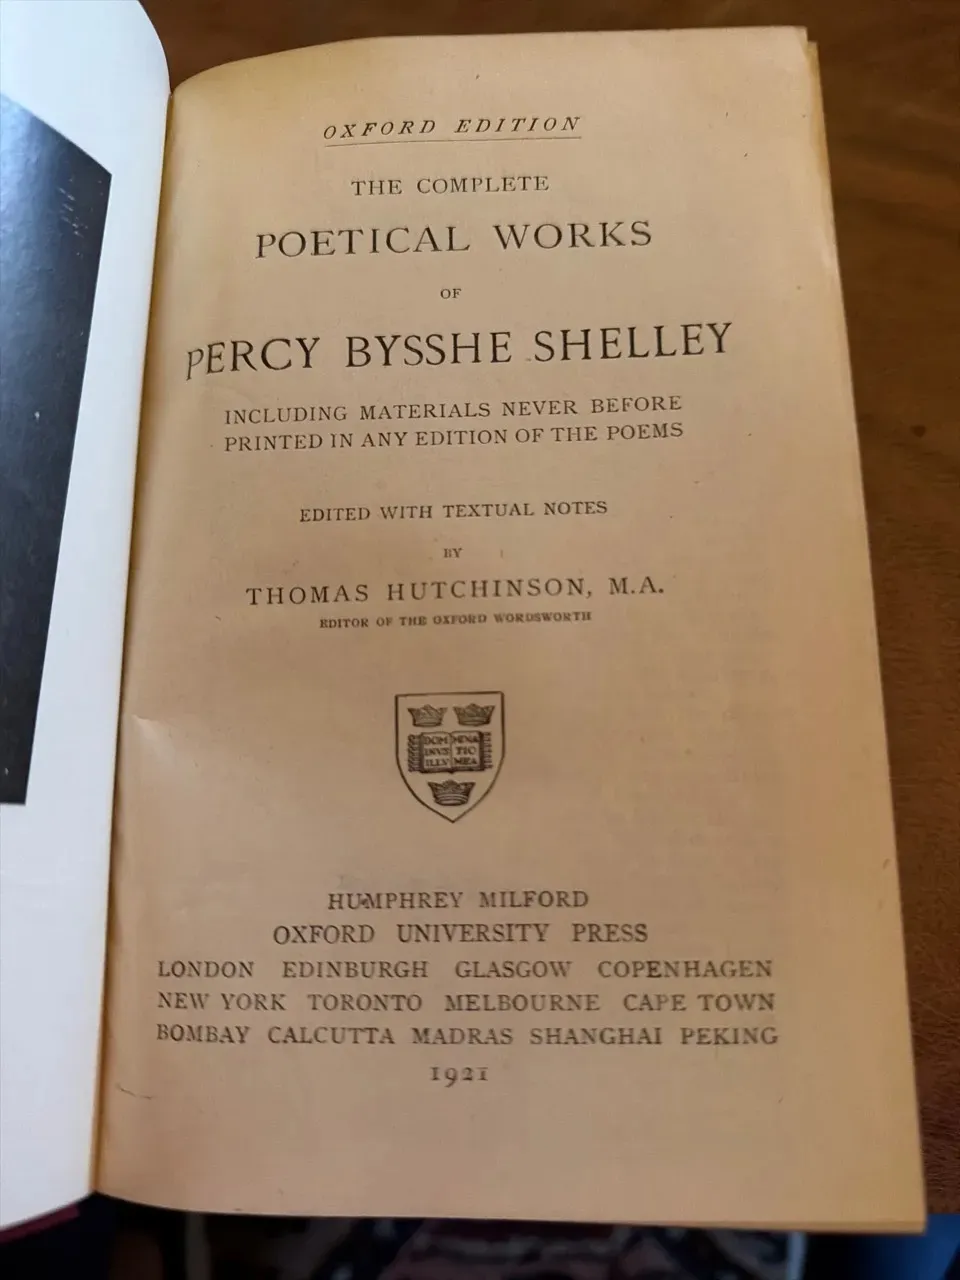 OXFORD EDITION
THE COMPLETE
POETICAL WORKS
OF
PERCY BYSSHE SHELLEY
INCLUDING MATERIALS NEVER BEFORE
PRINTED IN ANY EDITION OF THE POEMS
EDITED WITH TEXTUAL NOTES
BY
THOMAS HUTCHINSON, M.A.
EDITOR OF THE OXFORD WORDSWORTH
DOM MINA
INVS TIO
ILLV MEA
HUMPHREY MILFORD
OXFORD UNIVERSITY PRESS
LONDON EDINBURGH GLASGOW COPENHAGEN
NEW YORK TORONTO MELBOURNE CAPE TOWN
BOMBAY CALCUTTA MADRAS SHANGHAI PEKING
1921